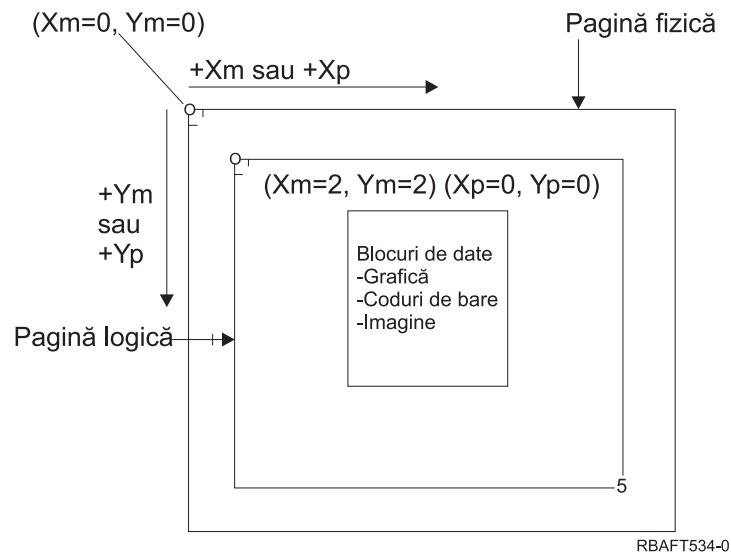 (Xm=0, Ym=0)
Pagină fizică
+Xm sau +Xp
(Xm=2, Ym=2) (Xp=0, Yp=0)
+Ym
sau
+Yp
Blocuri de date
-Grafică
-Coduri de bare
-Imagine
Pagină logică
5
RBAFT534-0